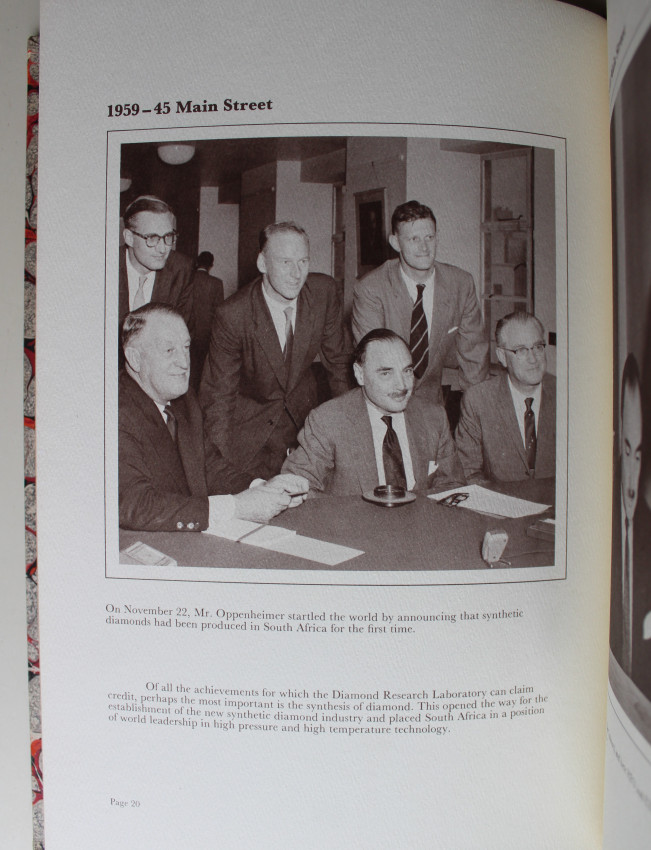 1959–45 Main Street
On November 22, Mr. Oppenheimer startled the world by announcing that synthetic
diamonds had been produced in South Africa for the first time.
Of all the achievements for which the Diamond Research Laboratory can claim
credit, perhaps the most important is the synthesis of diamond. This opened the way for the
establishment of the new synthetic diamond industry and placed South Africa in a position
of world leadership in high pressure and high temperature technology.
Page 20